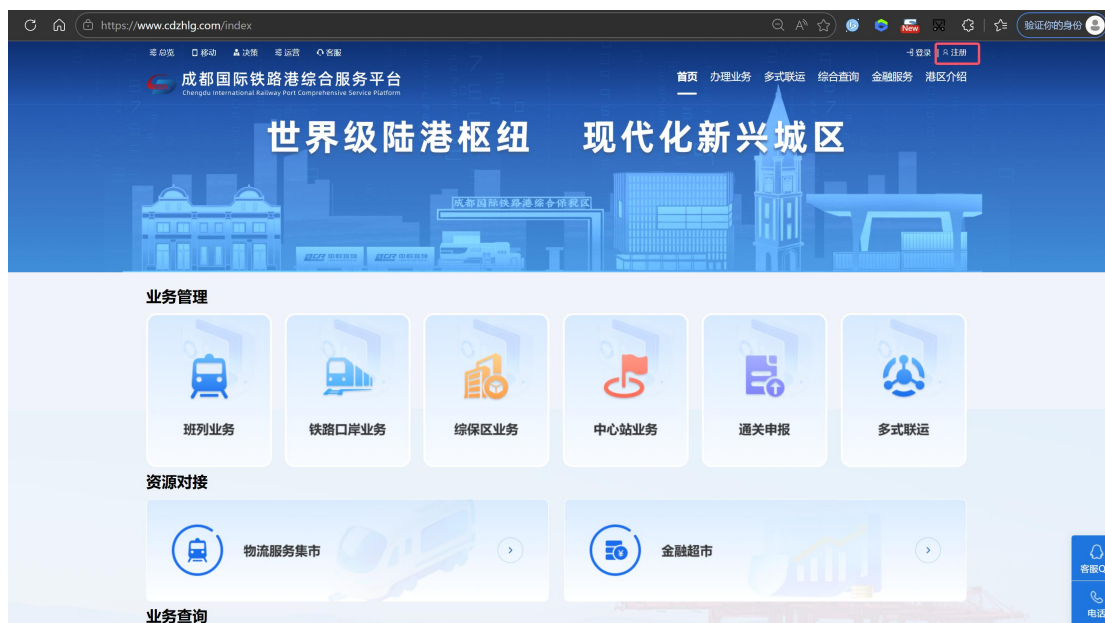 https://www.cdzhlg.com/index
New
验证你的身份
总览 移动 决策 运营 客服
登录 | 注册
成都国际铁路港综合服务平台
Chengdu International Railway Port Comprehensive Service Platform
首页 办理业务 多式联运 综合查询 金融服务 港区介绍
世界级陆港枢纽 现代化新兴城区
成都国际铁路港综合保税区
业务管理
班列业务 铁路口岸业务 综保区业务 中心站业务 通关申报 多式联运
资源对接
物流服务集市 金融超市
客服Q
电话
业务查询